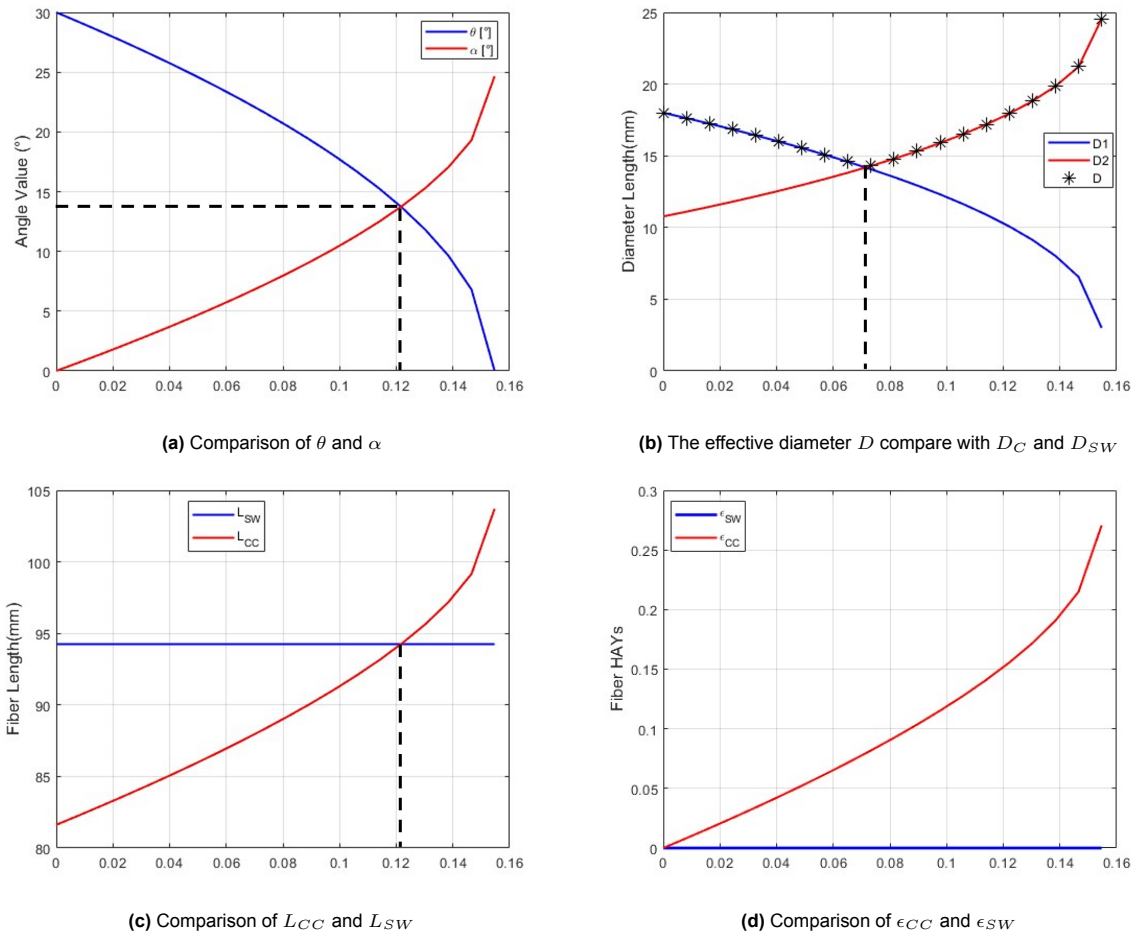 30
25
20
15
10
5
0
Angle Value (°)
θ [°]
α [°]
0 0.02 0.04 0.06 0.08 0.1 0.12 0.14 0.16
(a) Comparison of θ and α
25
20
15
10
5
0
Diameter Length(mm)
D1
D2
D
0 0.02 0.04 0.06 0.08 0.1 0.12 0.14 0.16
(b) The effective diameter D compare with D_C and D_SW
105
100
95
90
85
80
Fiber Length(mm)
L_SW
L_CC
0 0.02 0.04 0.06 0.08 0.1 0.12 0.14 0.16
(c) Comparison of L_CC and L_SW
0.3
0.25
0.2
0.15
0.1
0.05
0
Fiber HAYs
ϵ_SW
ϵ_CC
0 0.02 0.04 0.06 0.08 0.1 0.12 0.14 0.16
(d) Comparison of ϵ_CC and ϵ_SW